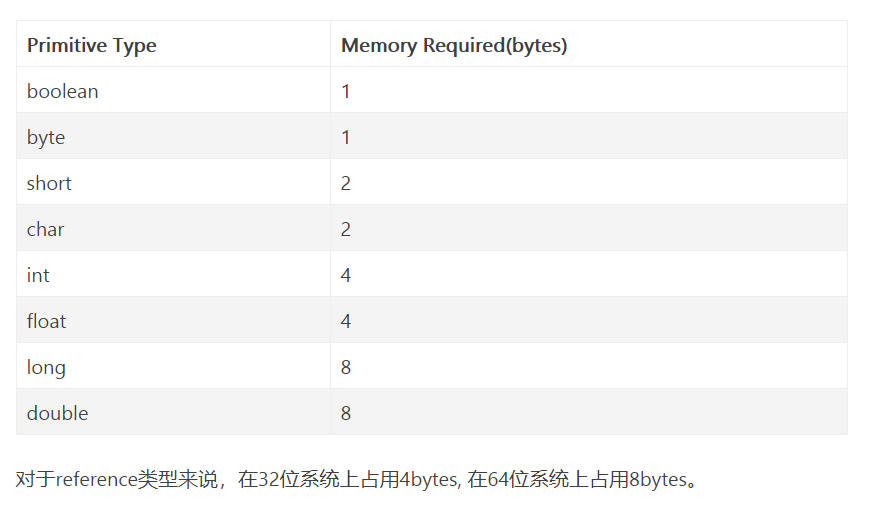 Primitive Type Memory Required(bytes)
boolean 1
byte 1
short 2
char 2
int 4
float 4
long 8
double 8
对于reference类型来说，在32位系统上占用4bytes, 在64位系统上占用8bytes。